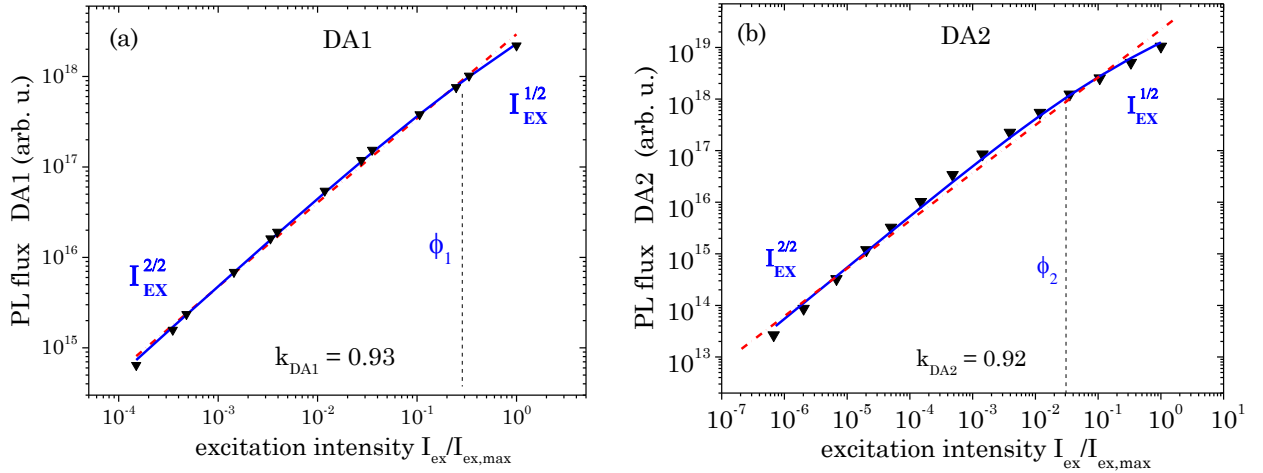 (a)
DA1
PL flux DA1 (arb. u.)
10^18
10^17
10^16
10^15
I_EX^1/2
I_EX^2/2
ϕ_1
k_DA1 = 0.93
10^-4
10^-3
10^-2
10^-1
10^0
excitation intensity I_ex/I_ex,max
(b)
DA2
PL flux DA2 (arb. u.)
10^19
10^18
10^17
10^16
10^15
10^14
10^13
I_EX^1/2
I_EX^2/2
ϕ_2
k_DA2 = 0.92
10^-7
10^-6
10^-5
10^-4
10^-3
10^-2
10^-1
10^0
10^1
excitation intensity I_ex/I_ex,max